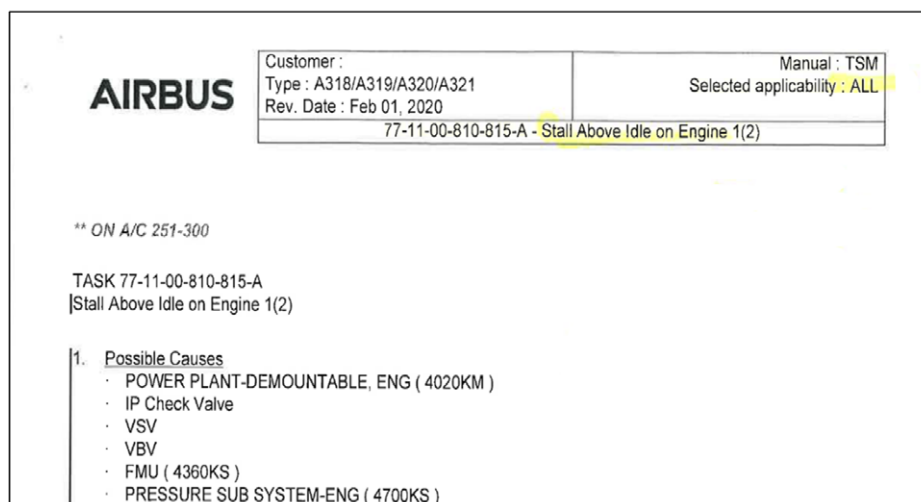 AIRBUS
Customer :
Type : A318/A319/A320/A321
Rev. Date : Feb 01, 2020
Manual : TSM
Selected applicability : ALL
77-11-00-810-815-A - Stall Above Idle on Engine 1(2)
** ON A/C 251-300
TASK 77-11-00-810-815-A
Stall Above Idle on Engine 1(2)
1. Possible Causes
· POWER PLANT-DEMOUNTABLE, ENG ( 4020KM )
· IP Check Valve
· VSV
· VBV
· FMU ( 4360KS )
· PRESSURE SUB SYSTEM-ENG ( 4700KS )